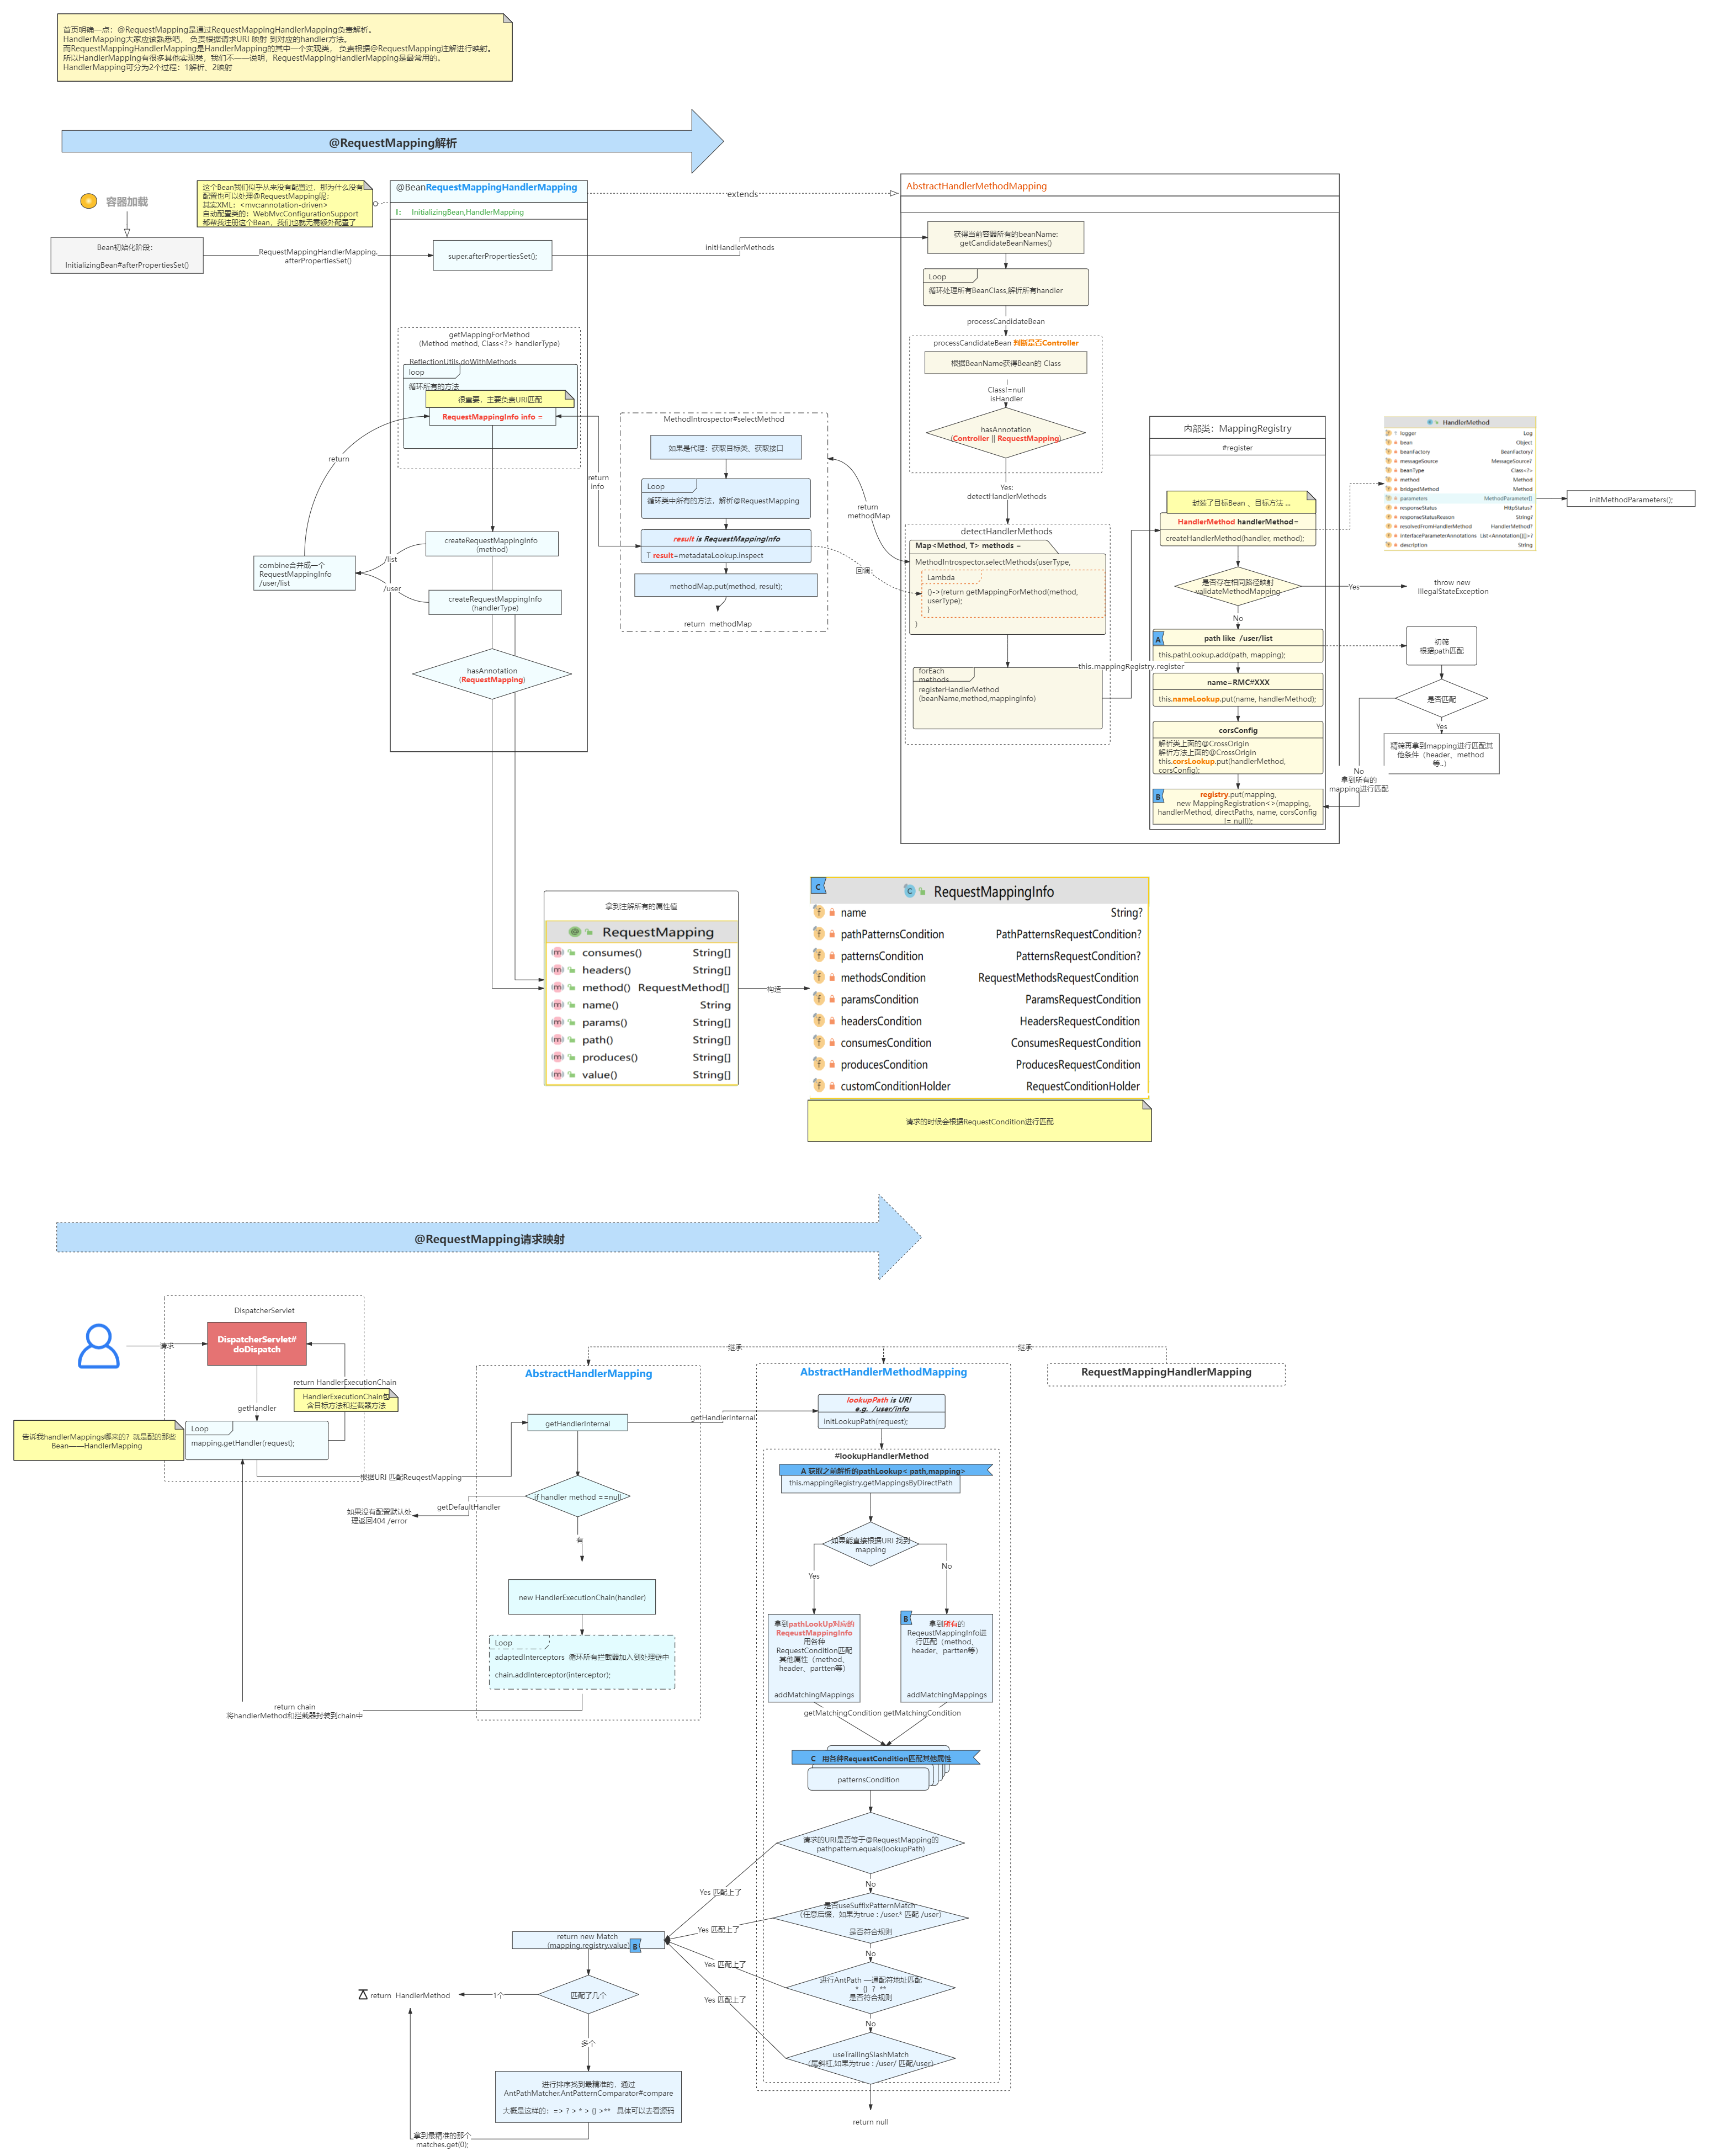 首页明确一点：@RequestMapping是通过RequestMappingHandlerMapping负责解析。
HandlerMapping大家应该熟悉吧， 负责根据请求URI 映射 到对应的handler方法。
而RequestMappingHandlerMapping是HandlerMapping的其中一个实现类， 负责根据@RequestMapping注解进行映射。
所以HandlerMapping有很多其他实现类，我们不一一说明，RequestMappingHandlerMapping是最常用的。
HandlerMapping可分为2个过程：1解析、2映射
@RequestMapping解析
容器加载
Bean初始化阶段：
InitializingBean#afterPropertiesSet()
这个Bean我们似乎从来没有配置过，那为什么没有
配置也可以处理@RequestMapping呢；
其实XML：<mvc:annotation-driven>
自动配置类的：WebMvcConfigurationSupport
都帮我注册这个Bean，我们也就无需额外配置了
RequestMappingHandlerMapping.
afterPropertiesSet()
@BeanRequestMappingHandlerMapping
I: InitializingBean,HandlerMapping
super.afterPropertiesSet();
extends
initHandlerMethods
getMappingForMethod
(Method method, Class<?> handlerType)
ReflectionUtils.doWithMethods
loop
循环所有的方法
很重要，主要负责URI匹配
RequestMappingInfo info =
return
createRequestMappingInfo
(method)
/list
/user
combine合并成一个
RequestMappingInfo
/user/list
createRequestMappingInfo
(handlerType)
hasAnnotation
(RequestMapping)
return
info
MethodIntrospector#selectMethod
如果是代理：获取目标类，获取接口
Loop
循环类中所有的方法，解析@RequestMapping
result is RequestMappingInfo
T result=metadataLookup.inspect
methodMap.put(method, result);
return methodMap
return
methodMap
回调：
AbstractHandlerMethodMapping
获得当前容器所有的beanName:
getCandidateBeanNames()
Loop
循环处理所有BeanClass,解析所有handler
processCandidateBean
processCandidateBean 判断是否Controller
根据BeanName获得Bean的 Class
Class!=null
isHandler
hasAnnotation
(Controller || RequestMapping)
Yes:
detectHandlerMethods
detectHandlerMethods
Map<Method, T> methods =
MethodIntrospector.selectMethods(userType,
Lambda
()->{return getMappingForMethod(method,
userType);
}
)
forEach
methods
registerHandlerMethod
(beanName,method,mappingInfo)
this.mappingRegistry.register
内部类：MappingRegistry
#register
封装了目标Bean 、目标方法 ...
HandlerMethod handlerMethod=
createHandlerMethod(handler, method);
是否存在相同路径映射
validateMethodMapping
Yes
throw new
IllegalStateException
No
A
path like /user/list
this.pathLookup.add(path, mapping);
name=RMC#XXX
this.nameLookup.put(name, handlerMethod);
corsConfig
解析类上面的@CrossOrigin
解析方法上面的@CrossOrigin
this.corsLookup.put(handlerMethod,
corsConfig);
B
registry.put(mapping,
new MappingRegistration<>(mapping,
handlerMethod, directPaths, name, corsConfig
!= null));
HandlerMethod
logger Log
bean Object
beanFactory BeanFactory?
messageSource MessageSource?
beanType Class<?>
method Method
bridgedMethod Method
parameters MethodParameter[]
responseStatus HttpStatus?
responseStatusReason String?
resolvedFromHandlerMethod HandlerMethod?
interfaceParameterAnnotations List<Annotation[][]>?
description String
initMethodParameters();
初筛
根据path匹配
是否匹配
Yes
精筛再拿到mapping进行匹配其
他条件（header、method
等..）
No
拿到所有的
mapping进行匹配
拿到注解所有的属性值
RequestMapping
consumes() String[]
headers() String[]
method() RequestMethod[]
name() String
params() String[]
path() String[]
produces() String[]
value() String[]
构造
C
RequestMappingInfo
name String?
pathPatternsCondition PathPatternsRequestCondition?
patternsCondition PatternsRequestCondition?
methodsCondition RequestMethodsRequestCondition
paramsCondition ParamsRequestCondition
headersCondition HeadersRequestCondition
consumesCondition ConsumesRequestCondition
producesCondition ProducesRequestCondition
customConditionHolder RequestConditionHolder
请求的时候会根据RequestCondition进行匹配
@RequestMapping请求映射
请求
DispatcherServlet
DispatcherServlet#
doDispatch
return HandlerExecutionChain
HandlerExecutionChain包
含目标方法和拦截器方法
getHandler
告诉我handlerMappings哪来的？就是配的那些
Bean——HandlerMapping
Loop
mapping.getHandler(request);
根据URI 匹配ReuqestMapping
AbstractHandlerMapping
getHandlerInternal
if handler method ==null
getDefaultHandler
如果没有配置默认处
理返回404 /error
有
new HandlerExecutionChain(handler)
Loop
adaptedInterceptors 循环所有拦截器加入到处理链中
chain.addInterceptor(interceptor);
return chain
将handlerMethod和拦截器封装到chain中
继承
继承
AbstractHandlerMethodMapping
RequestMappingHandlerMapping
getHandlerInternal
lookupPath is URI
e.g. /user/info
initLookupPath(request);
#lookupHandlerMethod
A 获取之前解析的pathLookup< path,mapping>
this.mappingRegistry.getMappingsByDirectPath
如果能直接根据URI 找到
mapping
Yes
No
拿到pathLookUp对应的
ReqeustMappingInfo
用各种
RequestCondition匹配
其他属性（method、
header、partten等）
addMatchingMappings
B
拿到所有的
ReqeustMappingInfo进
行匹配（method、
header、partten等）
addMatchingMappings
getMatchingCondition
getMatchingCondition
C 用各种RequestCondition匹配其他属性
patternsCondition
请求的URI是否等于@RequestMapping的
pathpattern.equals(lookupPath)
No
Yes 匹配上了
是否useSuffixPatternMatch
（任意后缀，如果为true : /user.* 匹配 /user）
是否符合规则
Yes 匹配上了
No
进行AntPath —通配符地址匹配
* {} ? **
是否符合规则
Yes 匹配上了
No
useTrailingSlashMatch
（尾斜杠,如果为true : /user/ 匹配/user）
Yes 匹配上了
return null
return new Match
(mapping.registry.value)
B
匹配了几个
1个
return HandlerMethod
多个
进行排序找到最精准的，通过
AntPathMatcher.AntPatternComparator#compare
大概是这样的：=> ? > * > {} >** 具体可以去看源码
拿到最精准的那个
matches.get(0);